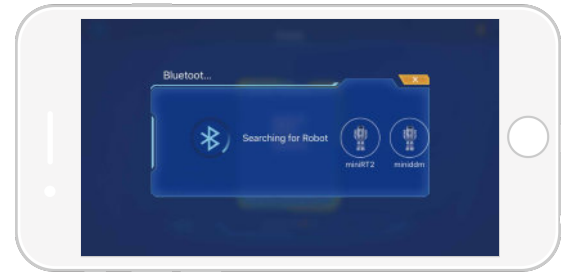 Bluetoot...
X
Searching for Robot
miniRT2
miniddm